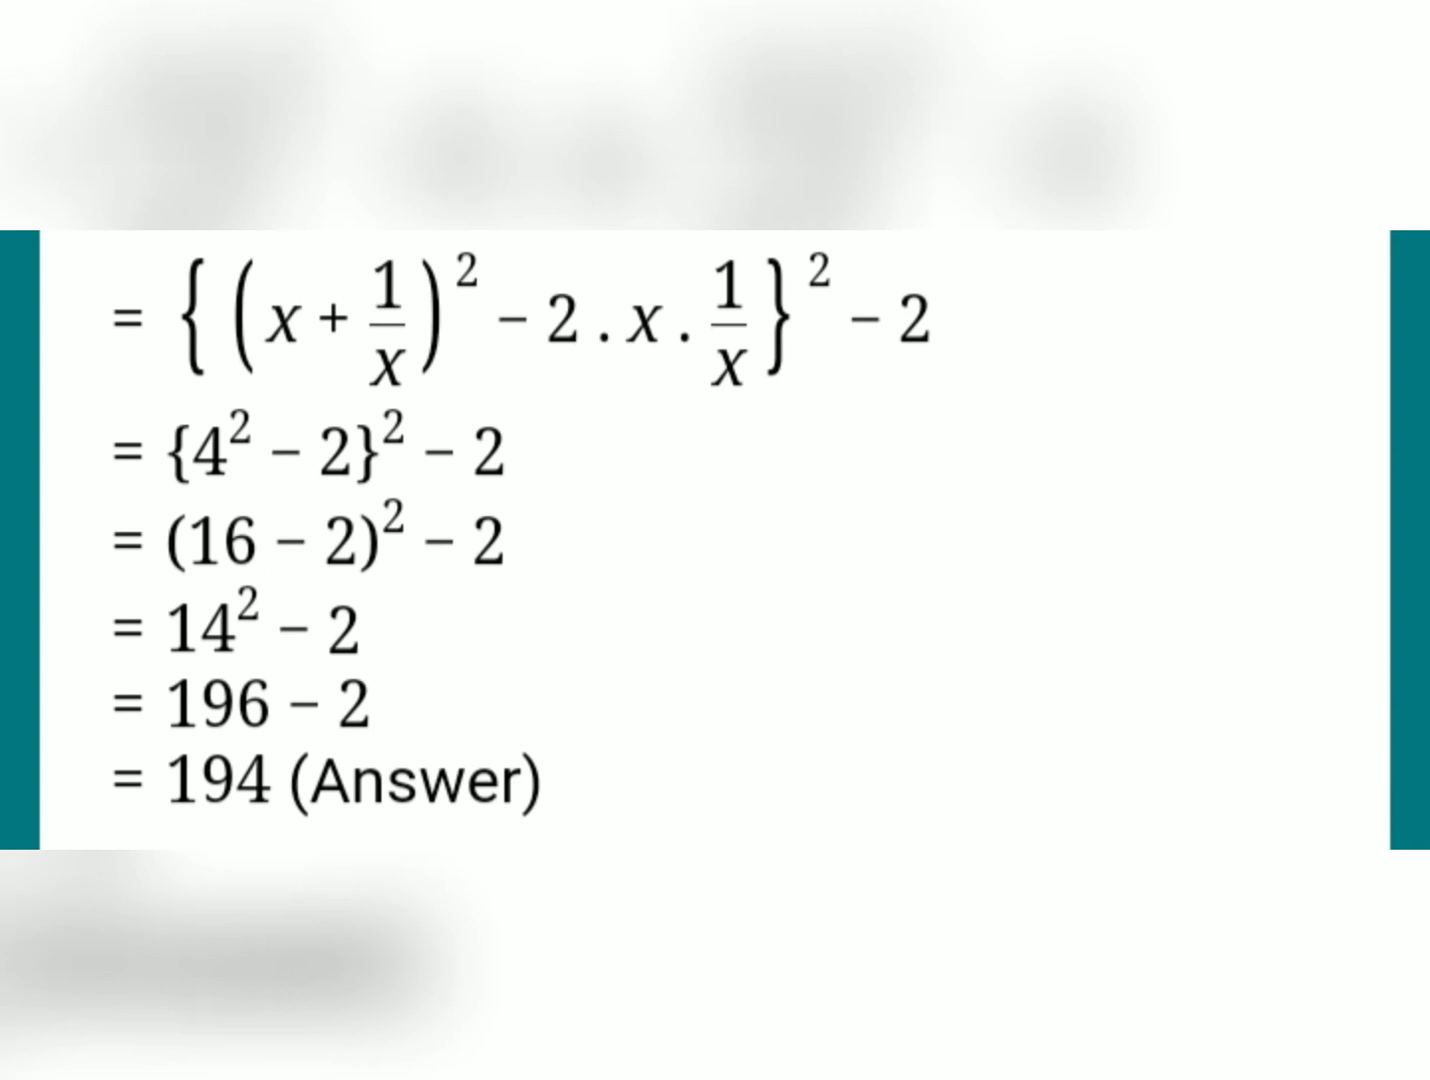 = { ( x + 1/x )² − 2 . x . 1/x }² − 2
= {4² − 2}² − 2
= (16 − 2)² − 2
= 14² − 2
= 196 − 2
= 194 (Answer)